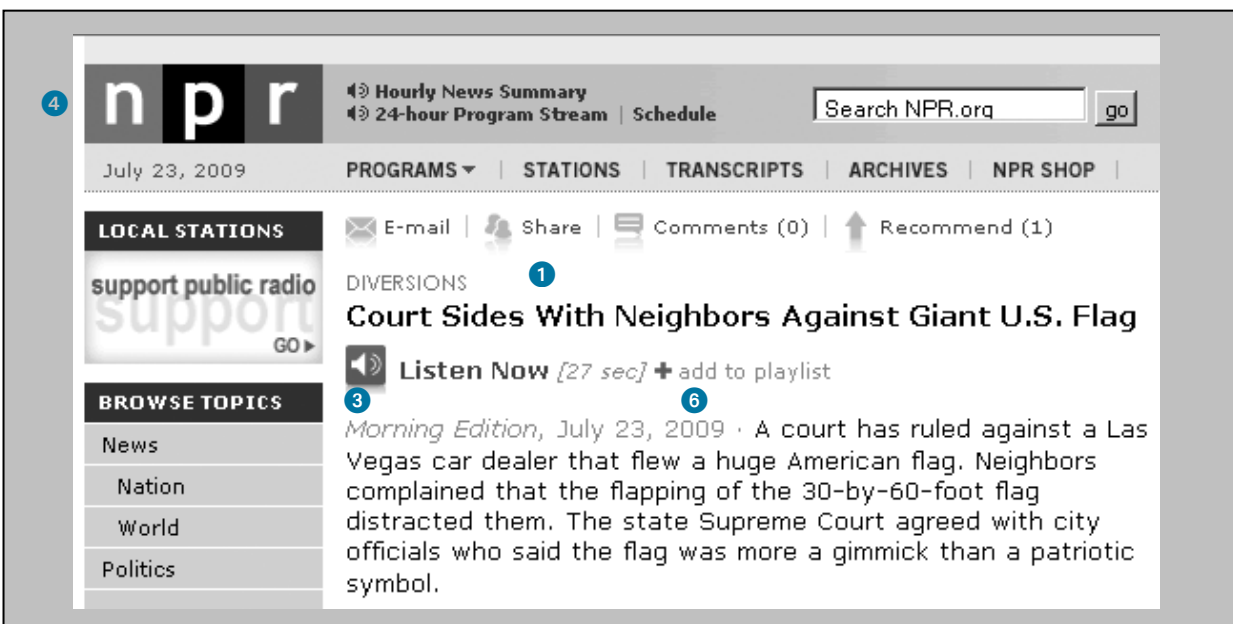 4
npr
Hourly News Summary
24-hour Program Stream | Schedule
Search NPR.org
go
July 23, 2009
PROGRAMS | STATIONS | TRANSCRIPTS | ARCHIVES | NPR SHOP |
LOCAL STATIONS
support public radio
support
GO
BROWSE TOPICS
News
Nation
World
Politics
E-mail | Share | Comments (0) | Recommend (1)
1
DIVERSIONS
Court Sides With Neighbors Against Giant U.S. Flag
Listen Now [27 sec] + add to playlist
3 6
Morning Edition, July 23, 2009 · A court has ruled against a Las
Vegas car dealer that flew a huge American flag. Neighbors
complained that the flapping of the 30-by-60-foot flag
distracted them. The state Supreme Court agreed with city
officials who said the flag was more a gimmick than a patriotic
symbol.